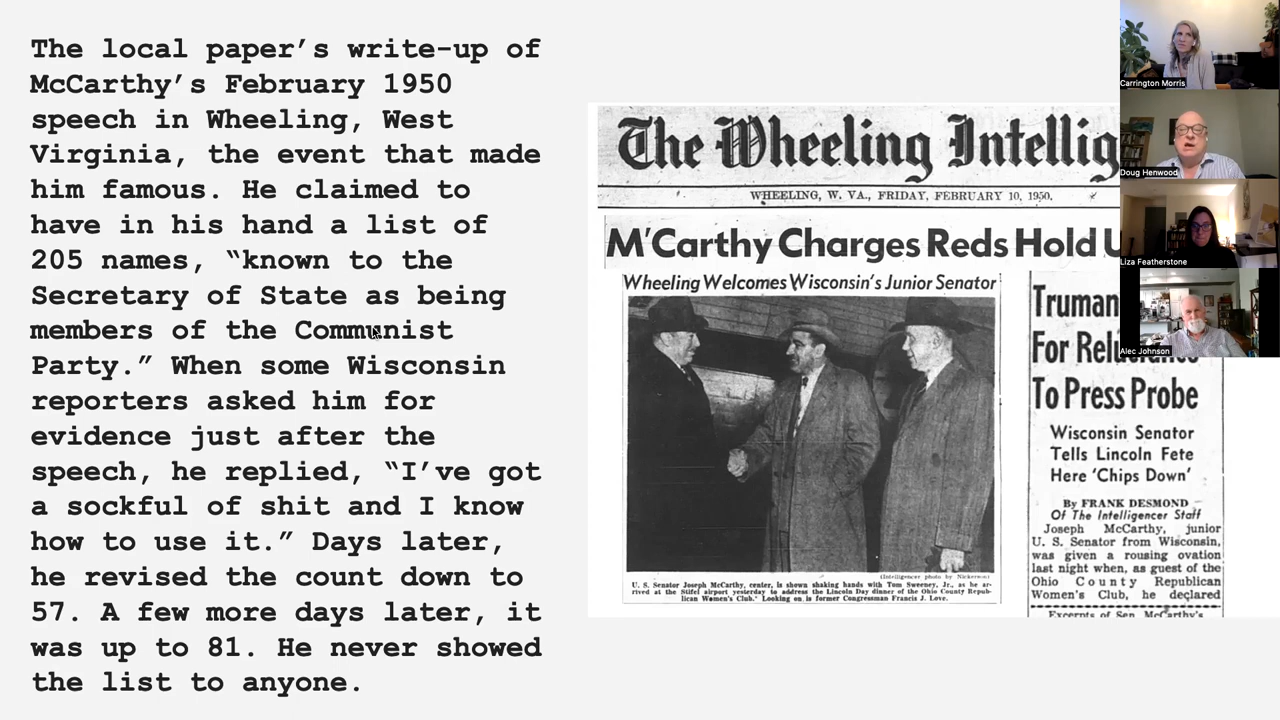 The local paper’s write-up of
McCarthy’s February 1950
speech in Wheeling, West
Virginia, the event that made
him famous. He claimed to
have in his hand a list of
205 names, “known to the
Secretary of State as being
members of the Communist
Party.” When some Wisconsin
reporters asked him for
evidence just after the
speech, he replied, “I’ve got
a sockful of shit and I know
how to use it.” Days later,
he revised the count down to
57. A few more days later, it
was up to 81. He never showed
the list to anyone.
The Wheeling Intellig
WHEELING, W. VA., FRIDAY, FEBRUARY 10, 1950.
M'Carthy Charges Reds Hold U
Wheeling Welcomes Wisconsin's Junior Senator
(Intelligencer photo by Nickerson)
U. S. Senator Joseph McCarthy, center, is shown shaking hands with Tom Sweeney, Jr., as he ar-
rived at the Stifel airport yesterday to address the Lincoln Day dinner of the Ohio County Repub-
lican Women's Club. Looking on is former Congressman Francis J. Love.
Truman
For Reluctance
To Press Probe
Wisconsin Senator
Tells Lincoln Fete
Here 'Chips Down'
By FRANK DESMOND
Of The Intelligencer Staff
Joseph McCarthy, junior
U. S. Senator from Wisconsin,
was given a rousing ovation
last night when, as guest of the
Ohio County Republican
Women's Club, he declared
Excerpts of Sen. McCarthy's
Carrington Morris
Doug Henwood
Liza Featherstone
Alec Johnson